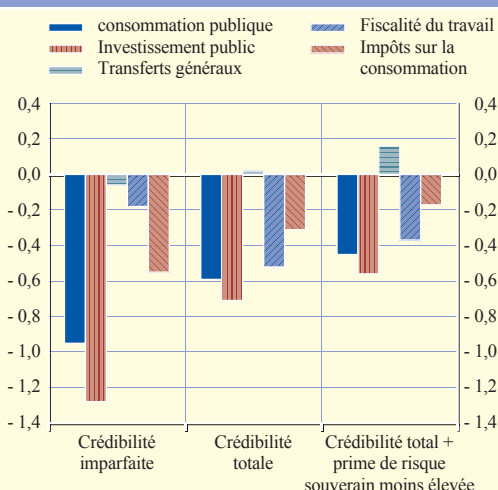 consommation publique
Investissement public
Transferts généraux
Fiscalité du travail
Impôts sur la
consommation
0,4 0,4
0,2 0,2
0,0 0,0
- 0,2 - 0,2
- 0,4 - 0,4
- 0,6 - 0,6
- 0,8 - 0,8
- 1,0 - 1,0
- 1,2 - 1,2
- 1,4 - 1,4
Crédibilité
imparfaite
Crédibilité
totale
Crédibilité total +
prime de risque
souverain moins élevée